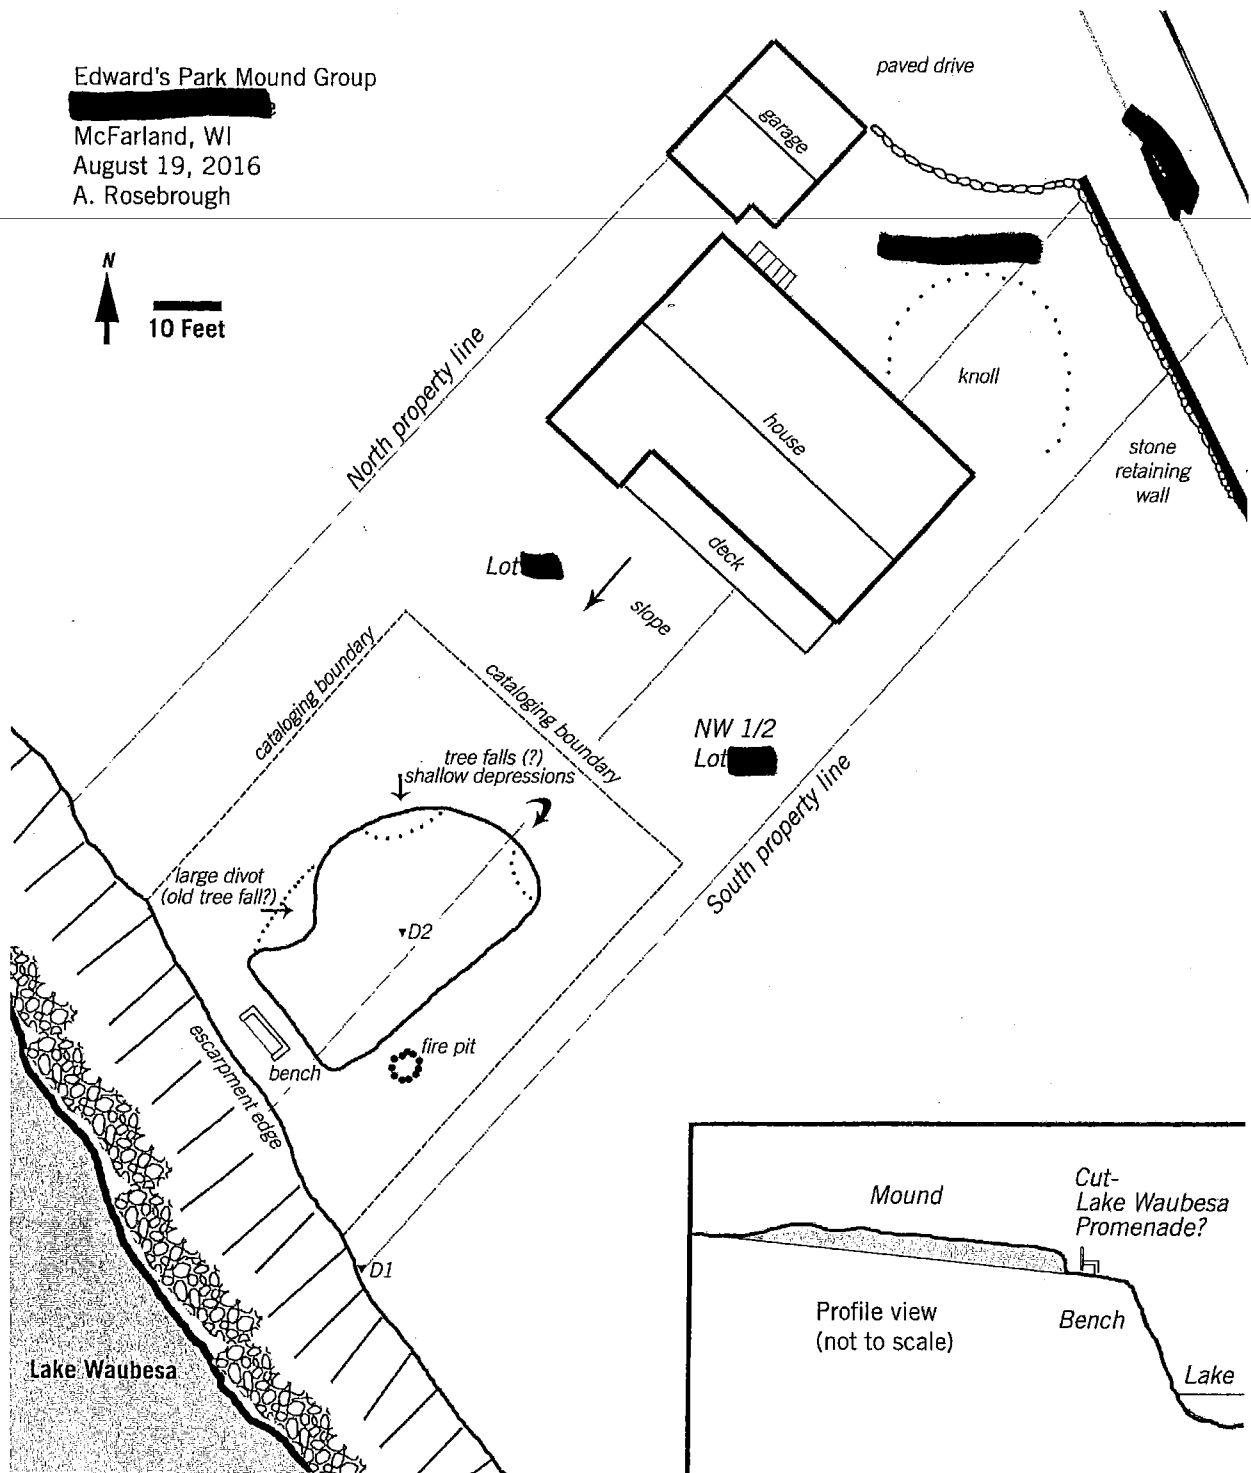 Edward's Park Mound Group
McFarland, WI
August 19, 2016
A. Rosebrough
N
10 Feet
paved drive
garage
knoll
stone
retaining
wall
North property line
house
deck
Lot
slope
cataloging boundary
cataloging boundary
NW 1/2
Lot
South property line
tree falls (?)
shallow depressions
large divot
(old tree fall?)
D2
fire pit
bench
escarpment edge
D1
Lake Waubesa
Mound
Cut-
Lake Waubesa
Promenade?
Profile view
(not to scale)
Bench
Lake